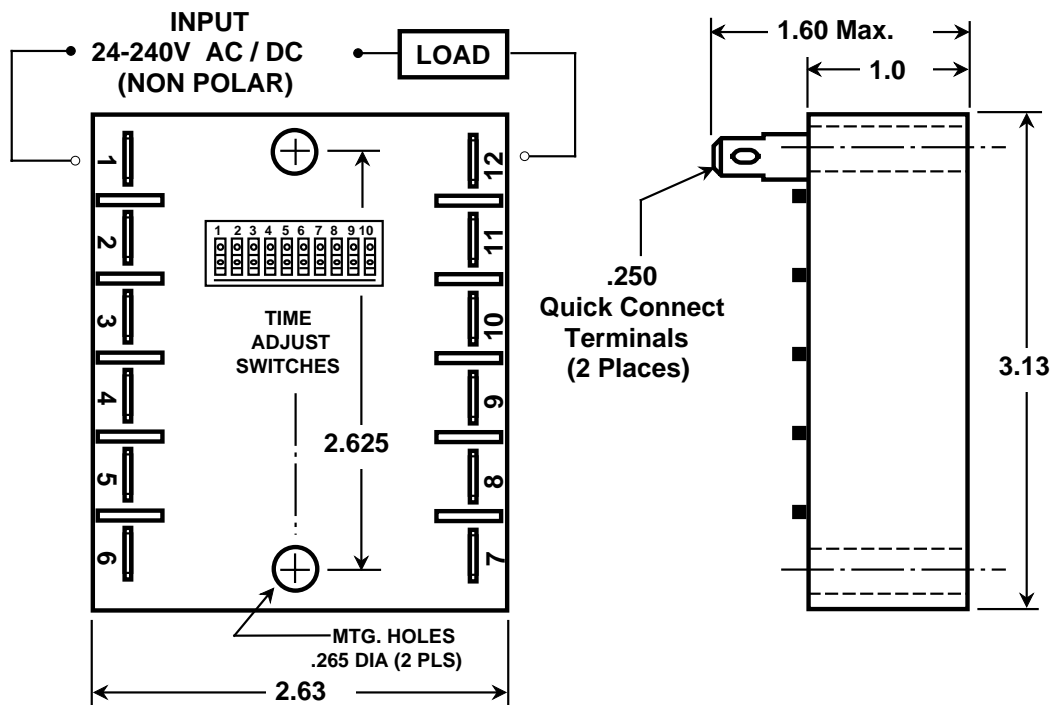 INPUT
24-240V AC / DC
(NON POLAR)
LOAD
1
2
3
4
5
6
12
11
10
9
8
7
1 2 3 4 5 6 7 8 9 10
TIME
ADJUST
SWITCHES
2.625
MTG. HOLES
.265 DIA (2 PLS)
2.63
1.60 Max.
1.0
.250
Quick Connect
Terminals
(2 Places)
3.13